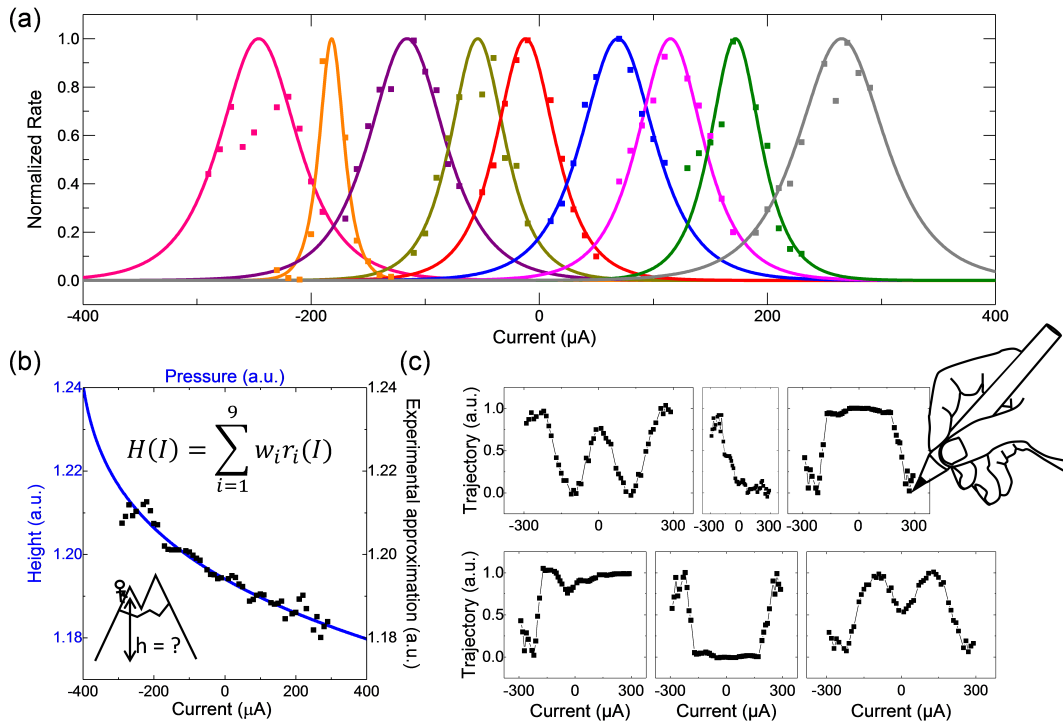 (a)
Normalized Rate
1.0
0.8
0.6
0.4
0.2
0.0
-400 -200 0 200 400
Current (µA)
(b)
Pressure (a.u.)
Height (a.u.)
1.24
1.22
1.20
1.18
H(I) = ∑ w_i r_i(I)
9
i=1
h = ?
1.24
1.22
1.20
1.18
Experimental approximation (a.u.)
-400 -200 0 200 400
Current (µA)
(c)
Trajectory (a.u.)
1.0
0.5
0.0
-300 0 300
-300 0 300
-300 0 300
Trajectory (a.u.)
1.0
0.5
0.0
-300 0 300
-300 0 300
-300 0 300
Current (µA)
Current (µA)
Current (µA)